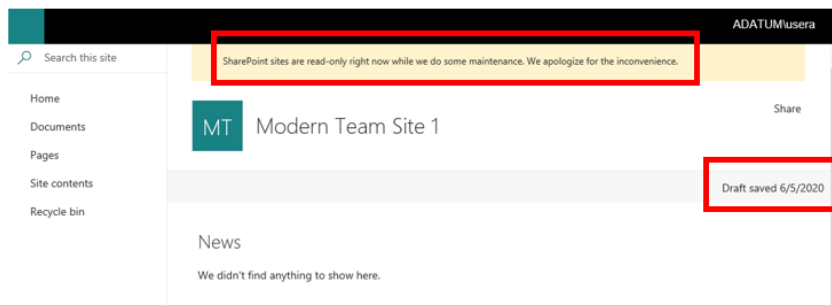 ADATUM\usera
Search this site
SharePoint sites are read-only right now while we do some maintenance. We apologize for the inconvenience.
Home
Documents
Pages
Site contents
Recycle bin
MT
Modern Team Site 1
Share
Draft saved 6/5/2020
News
We didn't find anything to show here.